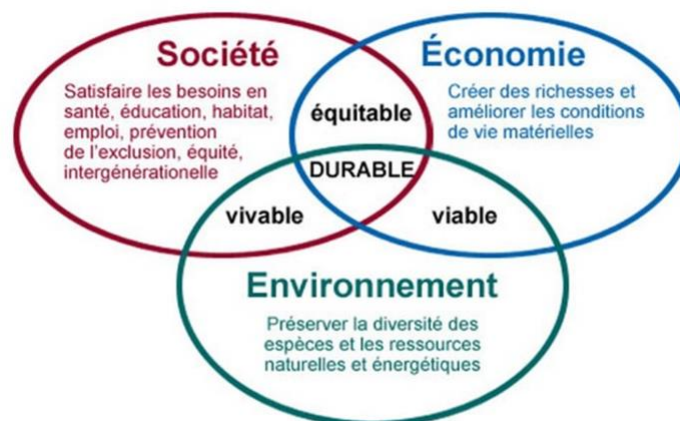 Société
Satisfaire les besoins en
santé, éducation, habitat,
emploi, prévention
de l'exclusion, équité,
intergénérationelle
Économie
Créer des richesses et
améliorer les conditions
de vie matérielles
équitable
DURABLE
vivable
viable
Environnement
Préserver la diversité des
espèces et les ressources
naturelles et énergétiques